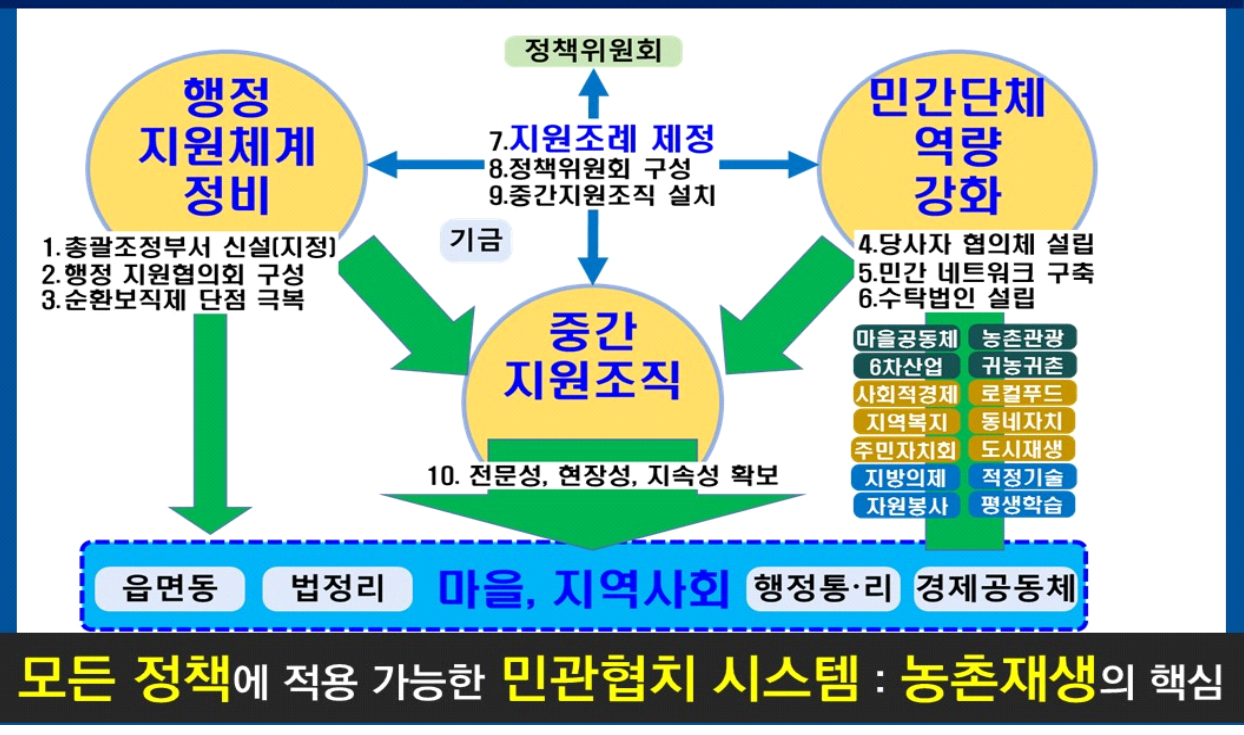 정책위원회
행정
지원체계
정비
7.지원조례 제정
8.정책위원회 구성
9.중간지원조직 설치
민간단체
역량
강화
기금
1.총괄조정부서 신설(지정)
2.행정 지원협의회 구성
3.순환보직제 단점 극복
4.당사자 협의체 설립
5.민간 네트워크 구축
6.수탁법인 설립
중간
지원조직
마을공동체 농촌관광
6차산업 귀농귀촌
사회적경제 로컬푸드
지역복지 동네자치
주민자치회 도시재생
지방의제 적정기술
자원봉사 평생학습
10. 전문성, 현장성, 지속성 확보
읍면동 법정리 마을, 지역사회 행정통·리 경제공동체
모든 정책에 적용 가능한 민관협치 시스템 : 농촌재생의 핵심